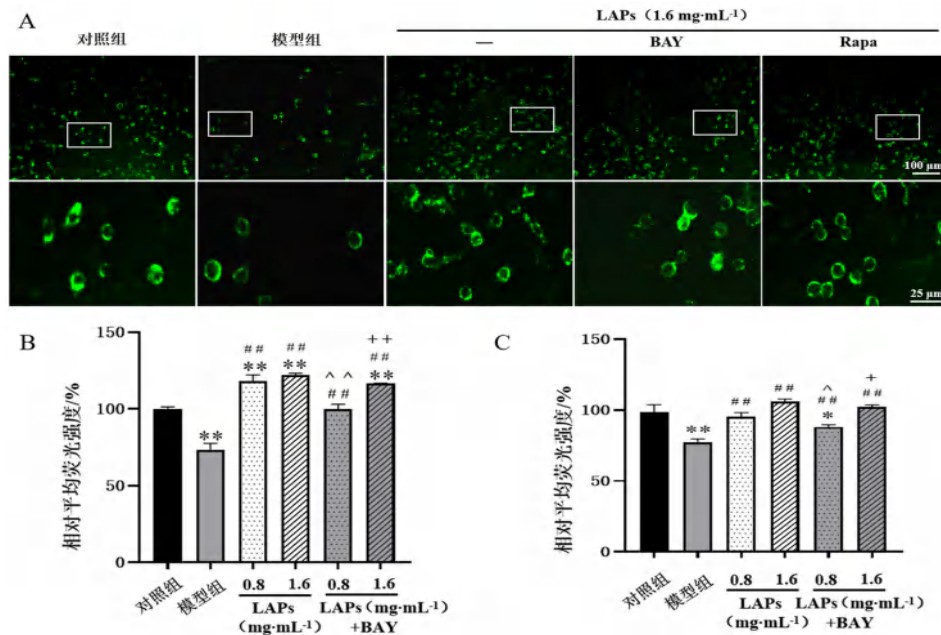 A
LAPs（1.6 mg·mL⁻¹）
对照组 模型组 — BAY Rapa
100 μm
25 μm
B
相对平均荧光强度/%
150
100
50
0
**
##
**
##
**
^ ^
##
++
##
**
对照组 模型组 0.8 1.6 0.8 1.6
LAPs LAPs（mg·mL⁻¹）
（mg·mL⁻¹） +BAY
C
相对平均荧光强度/%
150
100
50
0
**
##
##
^
##
*
+
##
对照组 模型组 0.8 1.6 0.8 1.6
LAPs LAPs（mg·mL⁻¹）
（mg·mL⁻¹） +BAY